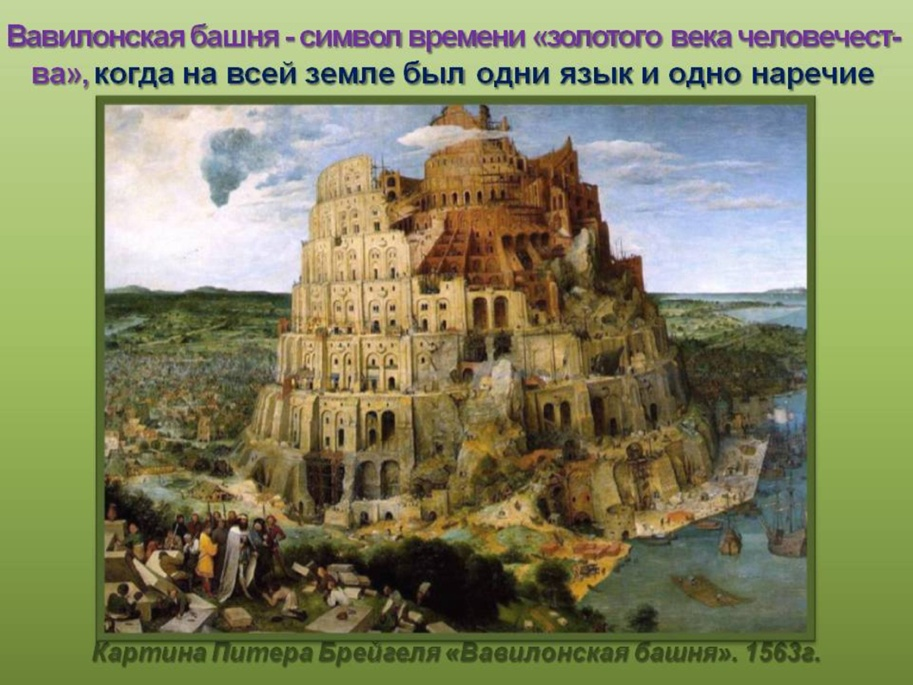 Вавилонская башня - символ времени «золотого века человечест-
ва», когда на всей земле был одни язык и одно наречие
Картина Питера Брейгеля «Вавилонская башня». 1563г.